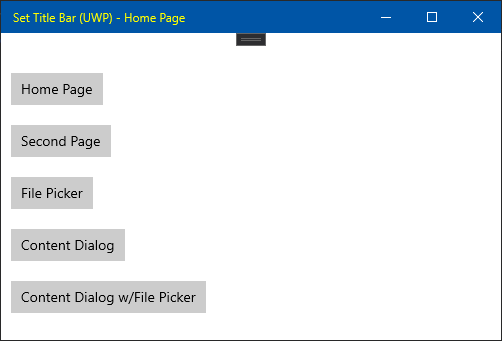 Set Title Bar (UWP) - Home Page
Home Page
Second Page
File Picker
Content Dialog
Content Dialog w/File Picker